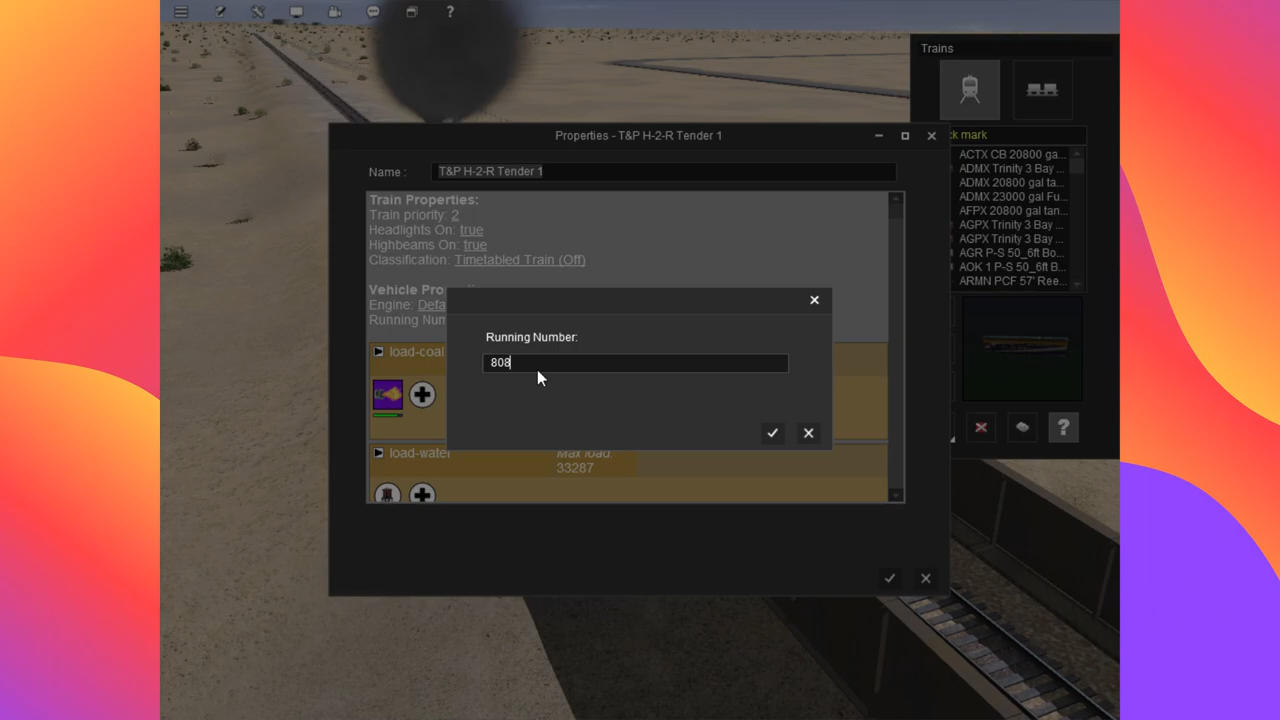 Trains
Properties - T&P H-2-R Tender 1
ck mark
Name :
T&P H-2-R Tender 1
ACTX CB 20800 ga...
ADMX Trinity 3 Bay ...
ADMX 20800 gal ta...
ADMX 23000 gal Fu...
AFPX 20800 gal tan...
AGPX Trinity 3 Bay ...
AGPX Trinity 3 Bay ...
AGR P-S 50_6ft Bo...
AOK 1 P-S 50_6ft B...
ARMN PCF 57' Ree...
Train Properties:
Train priority: 2
Headlights On: true
Highbeams On: true
Classification: Timetabled Train (Off)
Vehicle Pro
Engine: Defa
Running Num
Running Number:
808
load-coal
load-water
Max load:
33287